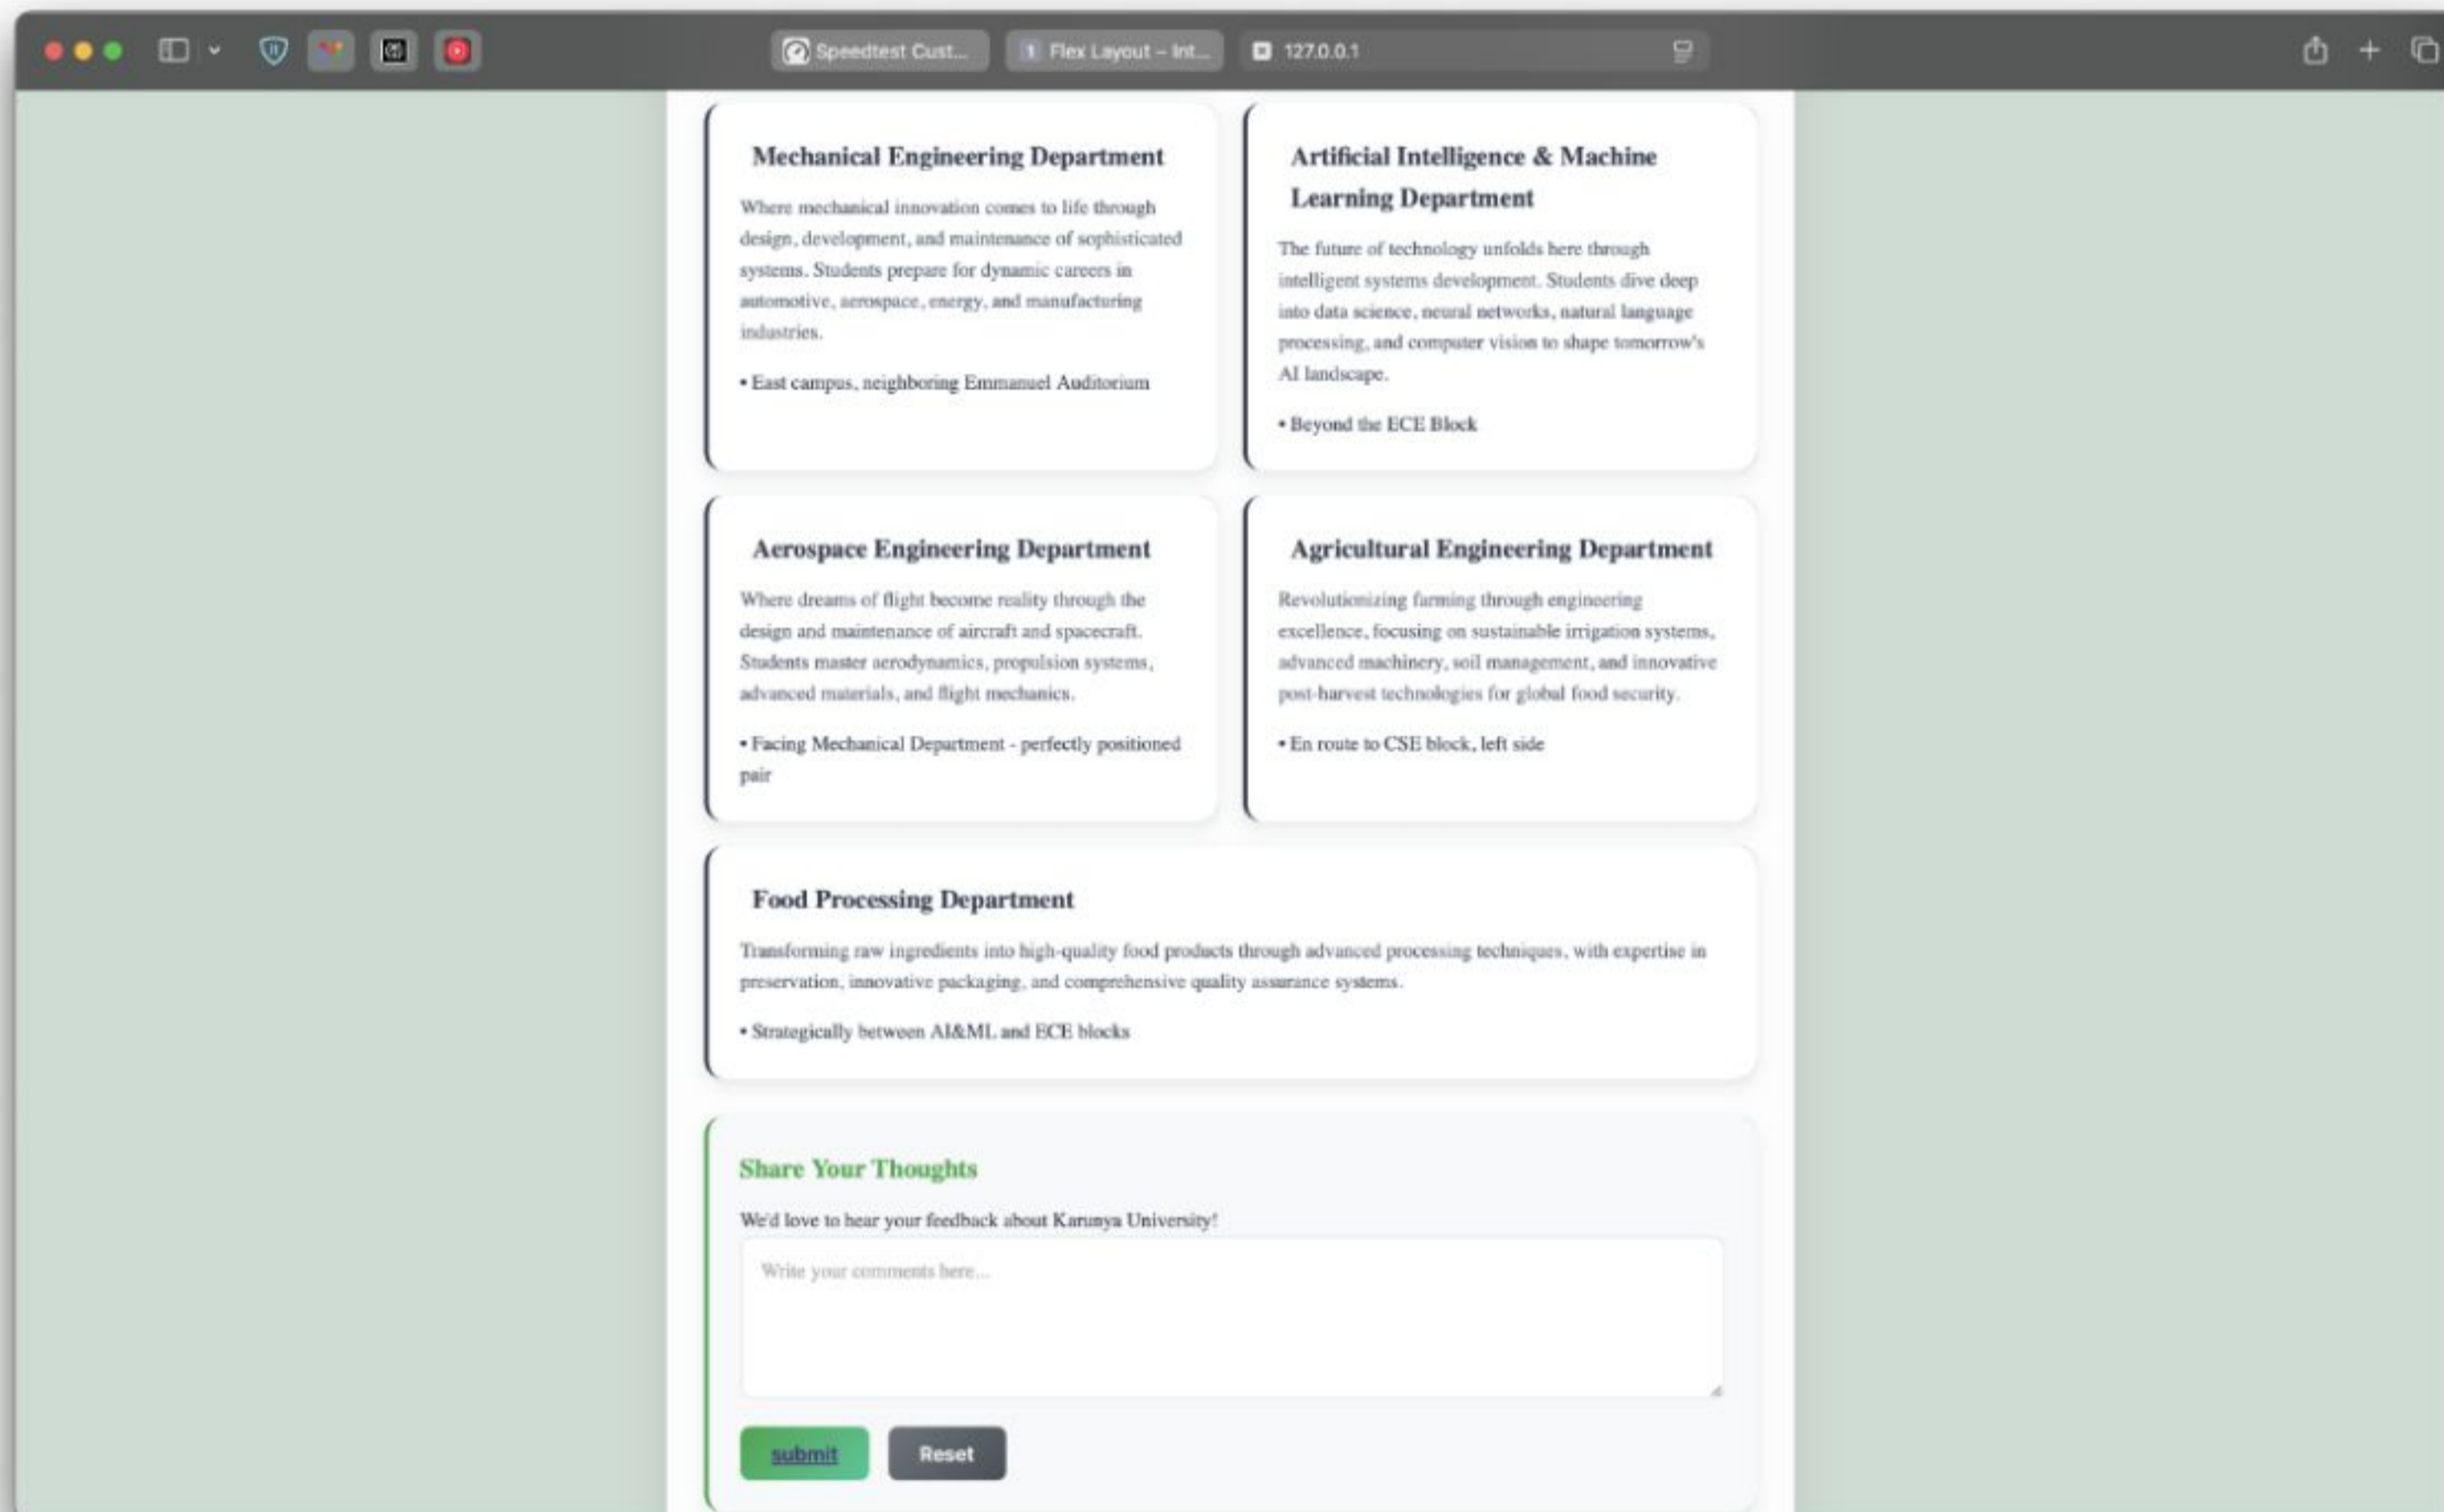 Speedtest Cust...
1 Flex Layout – Int...
127.0.0.1
Mechanical Engineering Department
Where mechanical innovation comes to life through
design, development, and maintenance of sophisticated
systems. Students prepare for dynamic careers in
automotive, aerospace, energy, and manufacturing
industries.
• East campus, neighboring Emmanuel Auditorium
Artificial Intelligence & Machine
Learning Department
The future of technology unfolds here through
intelligent systems development. Students dive deep
into data science, neural networks, natural language
processing, and computer vision to shape tomorrow's
AI landscape.
• Beyond the ECE Block
Aerospace Engineering Department
Where dreams of flight become reality through the
design and maintenance of aircraft and spacecraft.
Students master aerodynamics, propulsion systems,
advanced materials, and flight mechanics.
• Facing Mechanical Department - perfectly positioned
pair
Agricultural Engineering Department
Revolutionizing farming through engineering
excellence, focusing on sustainable irrigation systems,
advanced machinery, soil management, and innovative
post-harvest technologies for global food security.
• En route to CSE block, left side
Food Processing Department
Transforming raw ingredients into high-quality food products through advanced processing techniques, with expertise in
preservation, innovative packaging, and comprehensive quality assurance systems.
• Strategically between AI&ML and ECE blocks
Share Your Thoughts
We'd love to hear your feedback about Karunya University!
Write your comments here...
submit
Reset